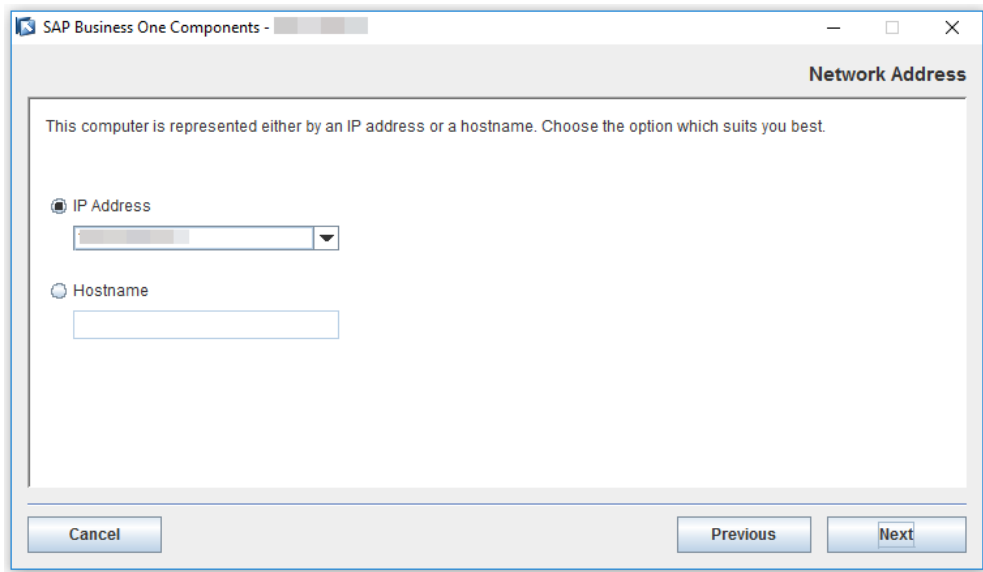 SAP Business One Components -
Network Address
This computer is represented either by an IP address or a hostname. Choose the option which suits you best.
IP Address
Hostname
Cancel
Previous
Next